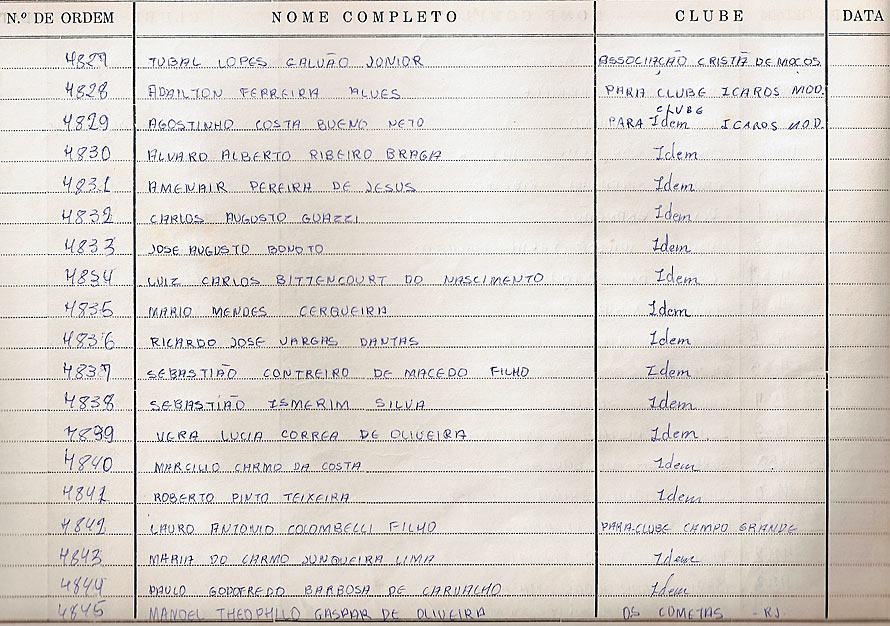 N.º DE ORDEM NOME COMPLETO CLUBE DATA
4827 TUBAL LOPES GALVÃO JUNIOR ASSOCIAÇÃO CRISTÃ DE MOÇOS
4828 ADAILTON FERREIRA ALVES PARA CLUBE ICAROS MOD.
CLUBE
4829 AGOSTINHO COSTA BUENO NETO PARA Idem ICAROS MOD.
4830 ALVARO ALBERTO RIBEIRO BRAGA Idem
4831 AMENAIR PEREIRA DE JESUS Idem
4832 CARLOS AUGUSTO GUAZZI Idem
4833 JOSE AUGUSTO BONOTO Idem
4834 LUIZ CARLOS BITTENCOURT DO NASCIMENTO Idem
4835 MARIO MENDES CERQUEIRA Idem
4836 RICARDO JOSE VARGAS DANTAS Idem
4837 SEBASTIÃO CONTREIRO DE MACEDO FILHO Idem
4838 SEBASTIÃO ISMERIM SILVA Idem
4839 VERA LUCIA CORREA DE OLIVEIRA Idem
4840 MARCILIO CARMO DA COSTA Idem
4841 ROBERTO PINTO TEIXEIRA Idem
4842 LAURO ANTONIO COLOMBELLI FILHO PARA-CLUBE CAMPO GRANDE
4843 MARIA DO CARMO JUNQUEIRA LIMA Idem
4844 PAULO GODOFREDO BARBOSA DE CARVALHO Idem
4845 MANOEL THEOPHILO GASPAR DE OLIVEIRA OS COMETAS - RJ.